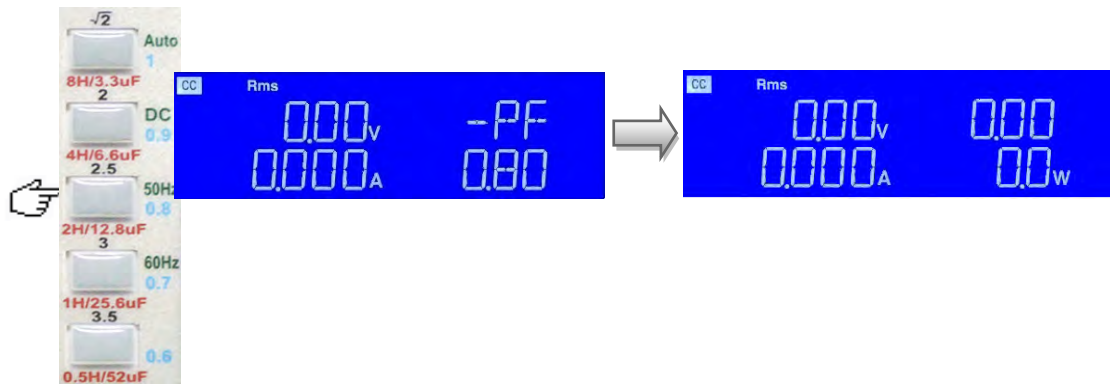 √2
Auto
1
8H/3.3uF
2
DC
0.9
4H/6.6uF
2.5
50Hz
0.8
2H/12.8uF
3
60Hz
0.7
1H/25.6uF
3.5
0.6
0.5H/52uF
CC Rms
0.00V -PF
0.000A 0.80
CC Rms
0.00V 0.00
0.000A 0.0W